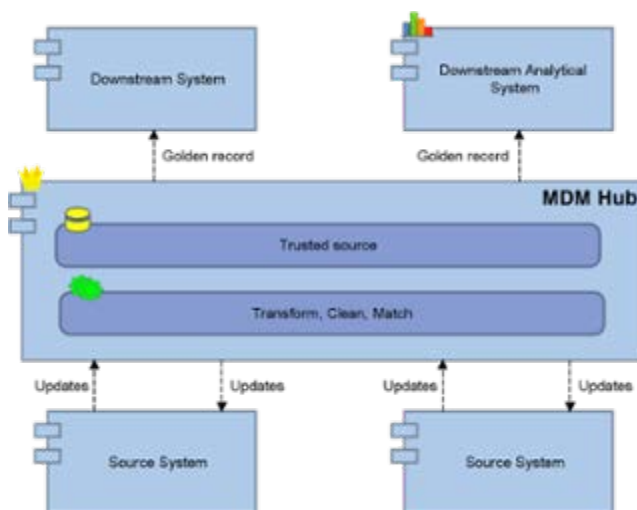 Downstream System
Downstream Analytical
System
Golden record
Golden record
MDM Hub
Trusted source
Transform, Clean, Match
Updates
Updates
Updates
Updates
Source System
Source System